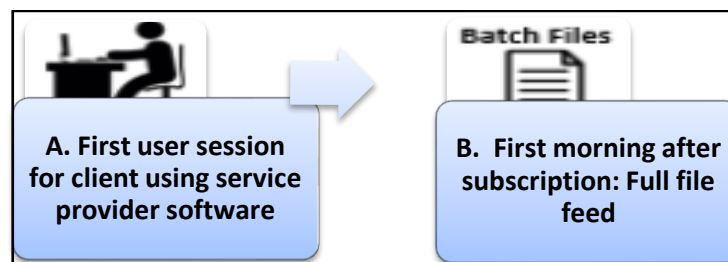 Batch Files
A. First user session
for client using service
provider software
B. First morning after
subscription: Full file
feed